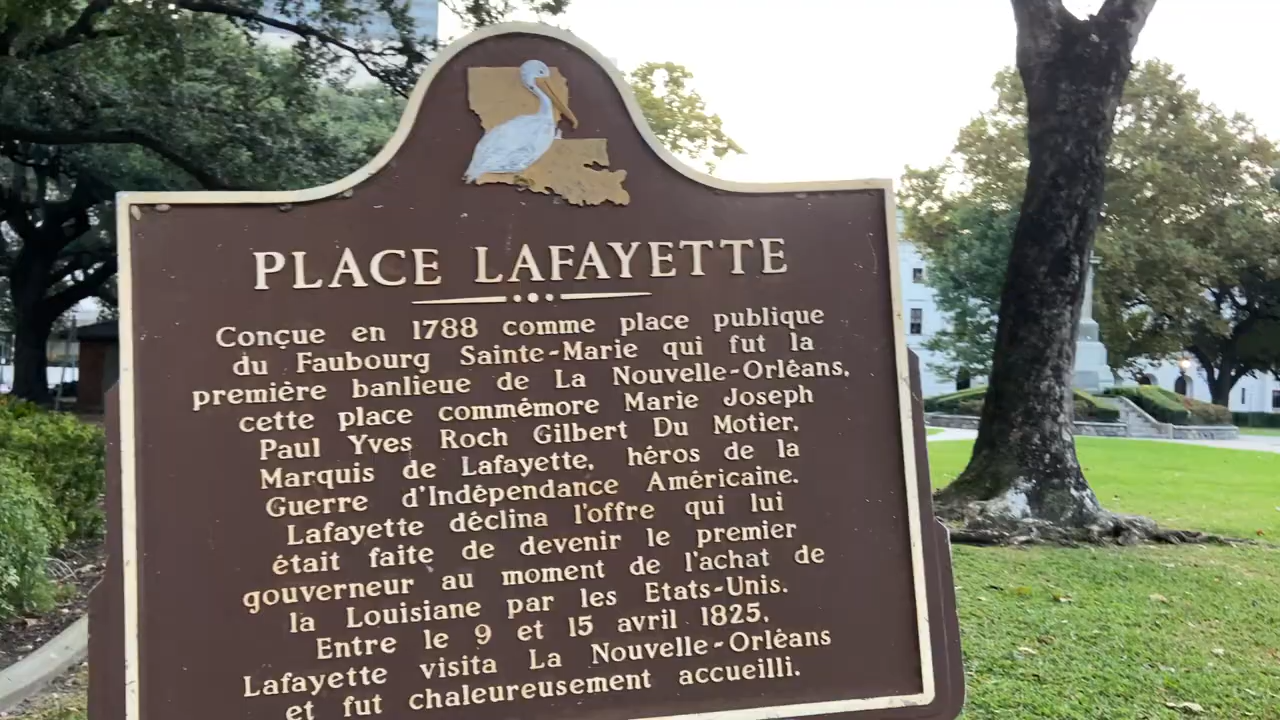 PLACE LAFAYETTE
Conçue en 1788 comme place publique
du Faubourg Sainte-Marie qui fut la
première banlieue de La Nouvelle-Orléans,
cette place commémore Marie Joseph
Paul Yves Roch Gilbert Du Motier,
Marquis de Lafayette, héros de la
Guerre d'Indépendance Américaine.
Lafayette déclina l'offre qui lui
était faite de devenir le premier
gouverneur au moment de l'achat de
la Louisiane par les Etats-Unis.
Entre le 9 et 15 avril 1825,
Lafayette visita La Nouvelle-Orléans
et fut chaleureusement accueilli.